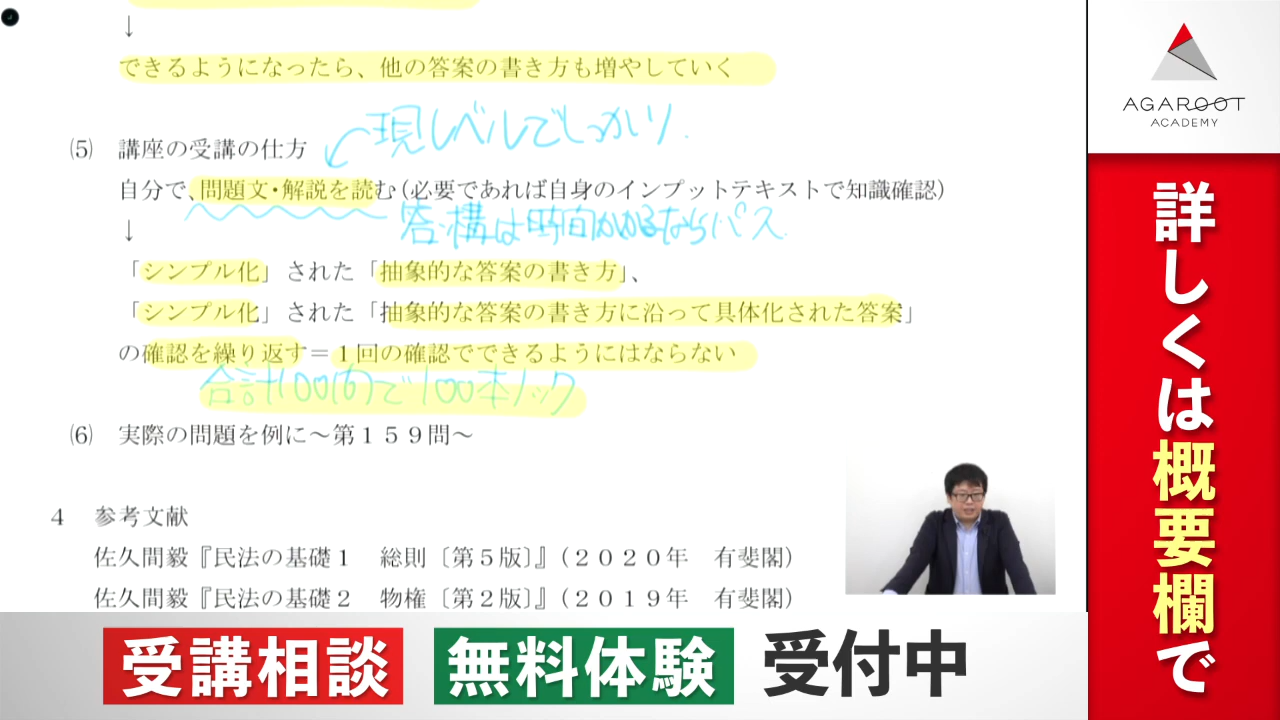 ↓
できるようになったら、他の答案の書き方も増やしていく
現レベルでしっかり.
⑸ 講座の受講の仕方
自分で、問題文・解説を読む（必要であれば自身のインプットテキストで知識確認）
↓
答・構は時間かかるならパス.
「シンプル化」された「抽象的な答案の書き方」、
「シンプル化」された「抽象的な答案の書き方に沿って具体化された答案」
の確認を繰り返す＝１回の確認でできるようにはならない
合計100回で100本ノック
⑹ 実際の問題を例に～第１５９問～
４ 参考文献
佐久間毅『民法の基礎１ 総則〔第５版〕』（２０２０年 有斐閣）
佐久間毅『民法の基礎２ 物権〔第２版〕』（２０１９年 有斐閣）
AGAROOT
ACADEMY
詳しくは概要欄で
受講相談 無料体験 受付中